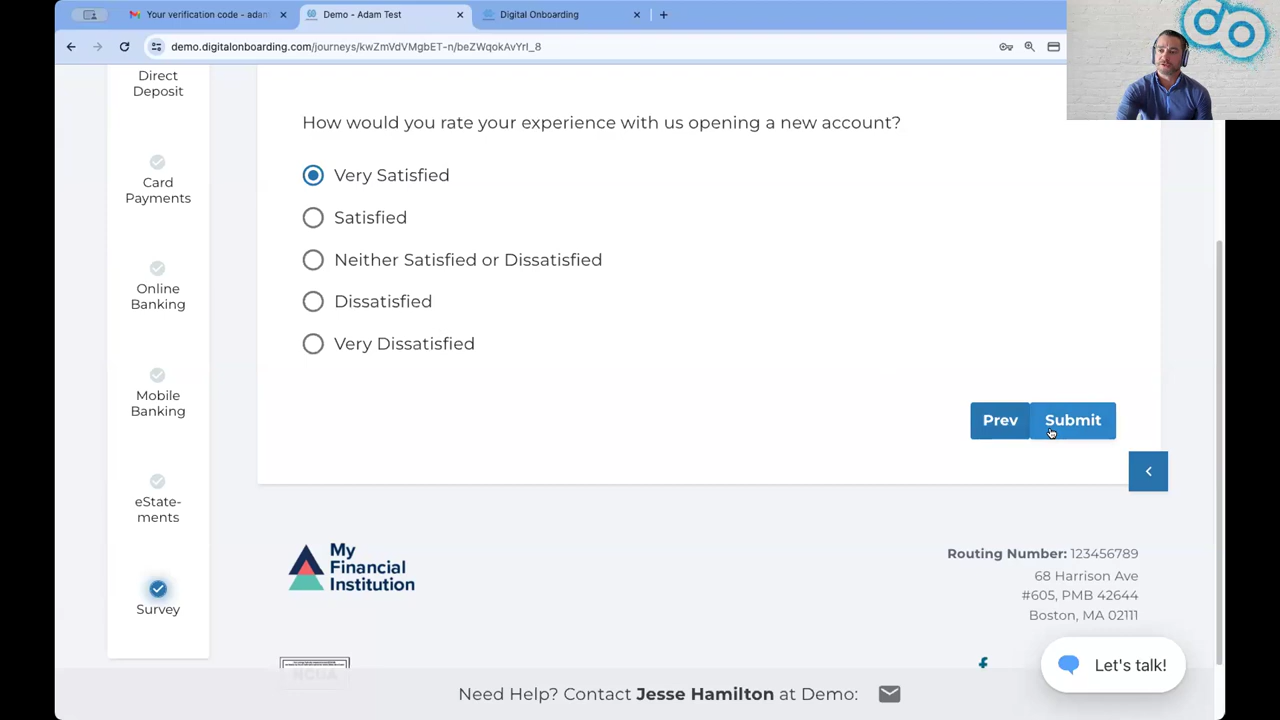 Your verification code - adam
Demo - Adam Test
Digital Onboarding
demo.digitalonboarding.com/journeys/kwZmVdVMgbET-n/beZWqokAvYrI_8
Direct
Deposit
Card
Payments
Online
Banking
Mobile
Banking
eState-
ments
Survey
How would you rate your experience with us opening a new account?
Very Satisfied
Satisfied
Neither Satisfied or Dissatisfied
Dissatisfied
Very Dissatisfied
Prev
Submit
My
Financial
Institution
Routing Number: 123456789
68 Harrison Ave
#605, PMB 42644
Boston, MA 02111
NCUA
Let's talk!
Need Help? Contact Jesse Hamilton at Demo: